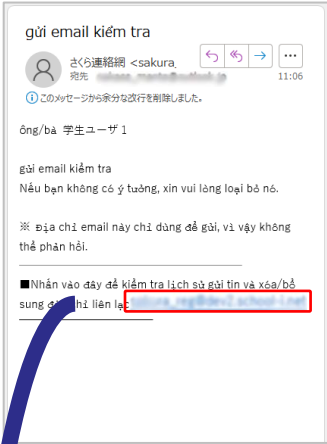 gửi email kiểm tra
さくら連絡網 <sakura_
宛先
11:06
このメッセージから余分な改行を削除しました。
ông/bà 学生ユーザ1
gửi email kiểm tra
Nếu bạn không có ý tưởng, xin vui lòng loại bỏ nó.
※ Địa chỉ email này chỉ dùng để gửi, vì vậy không
thể phản hồi.
■Nhấn vào đây để kiểm tra lịch sử gửi tin và xóa/bổ
sung chỉ liên lạc